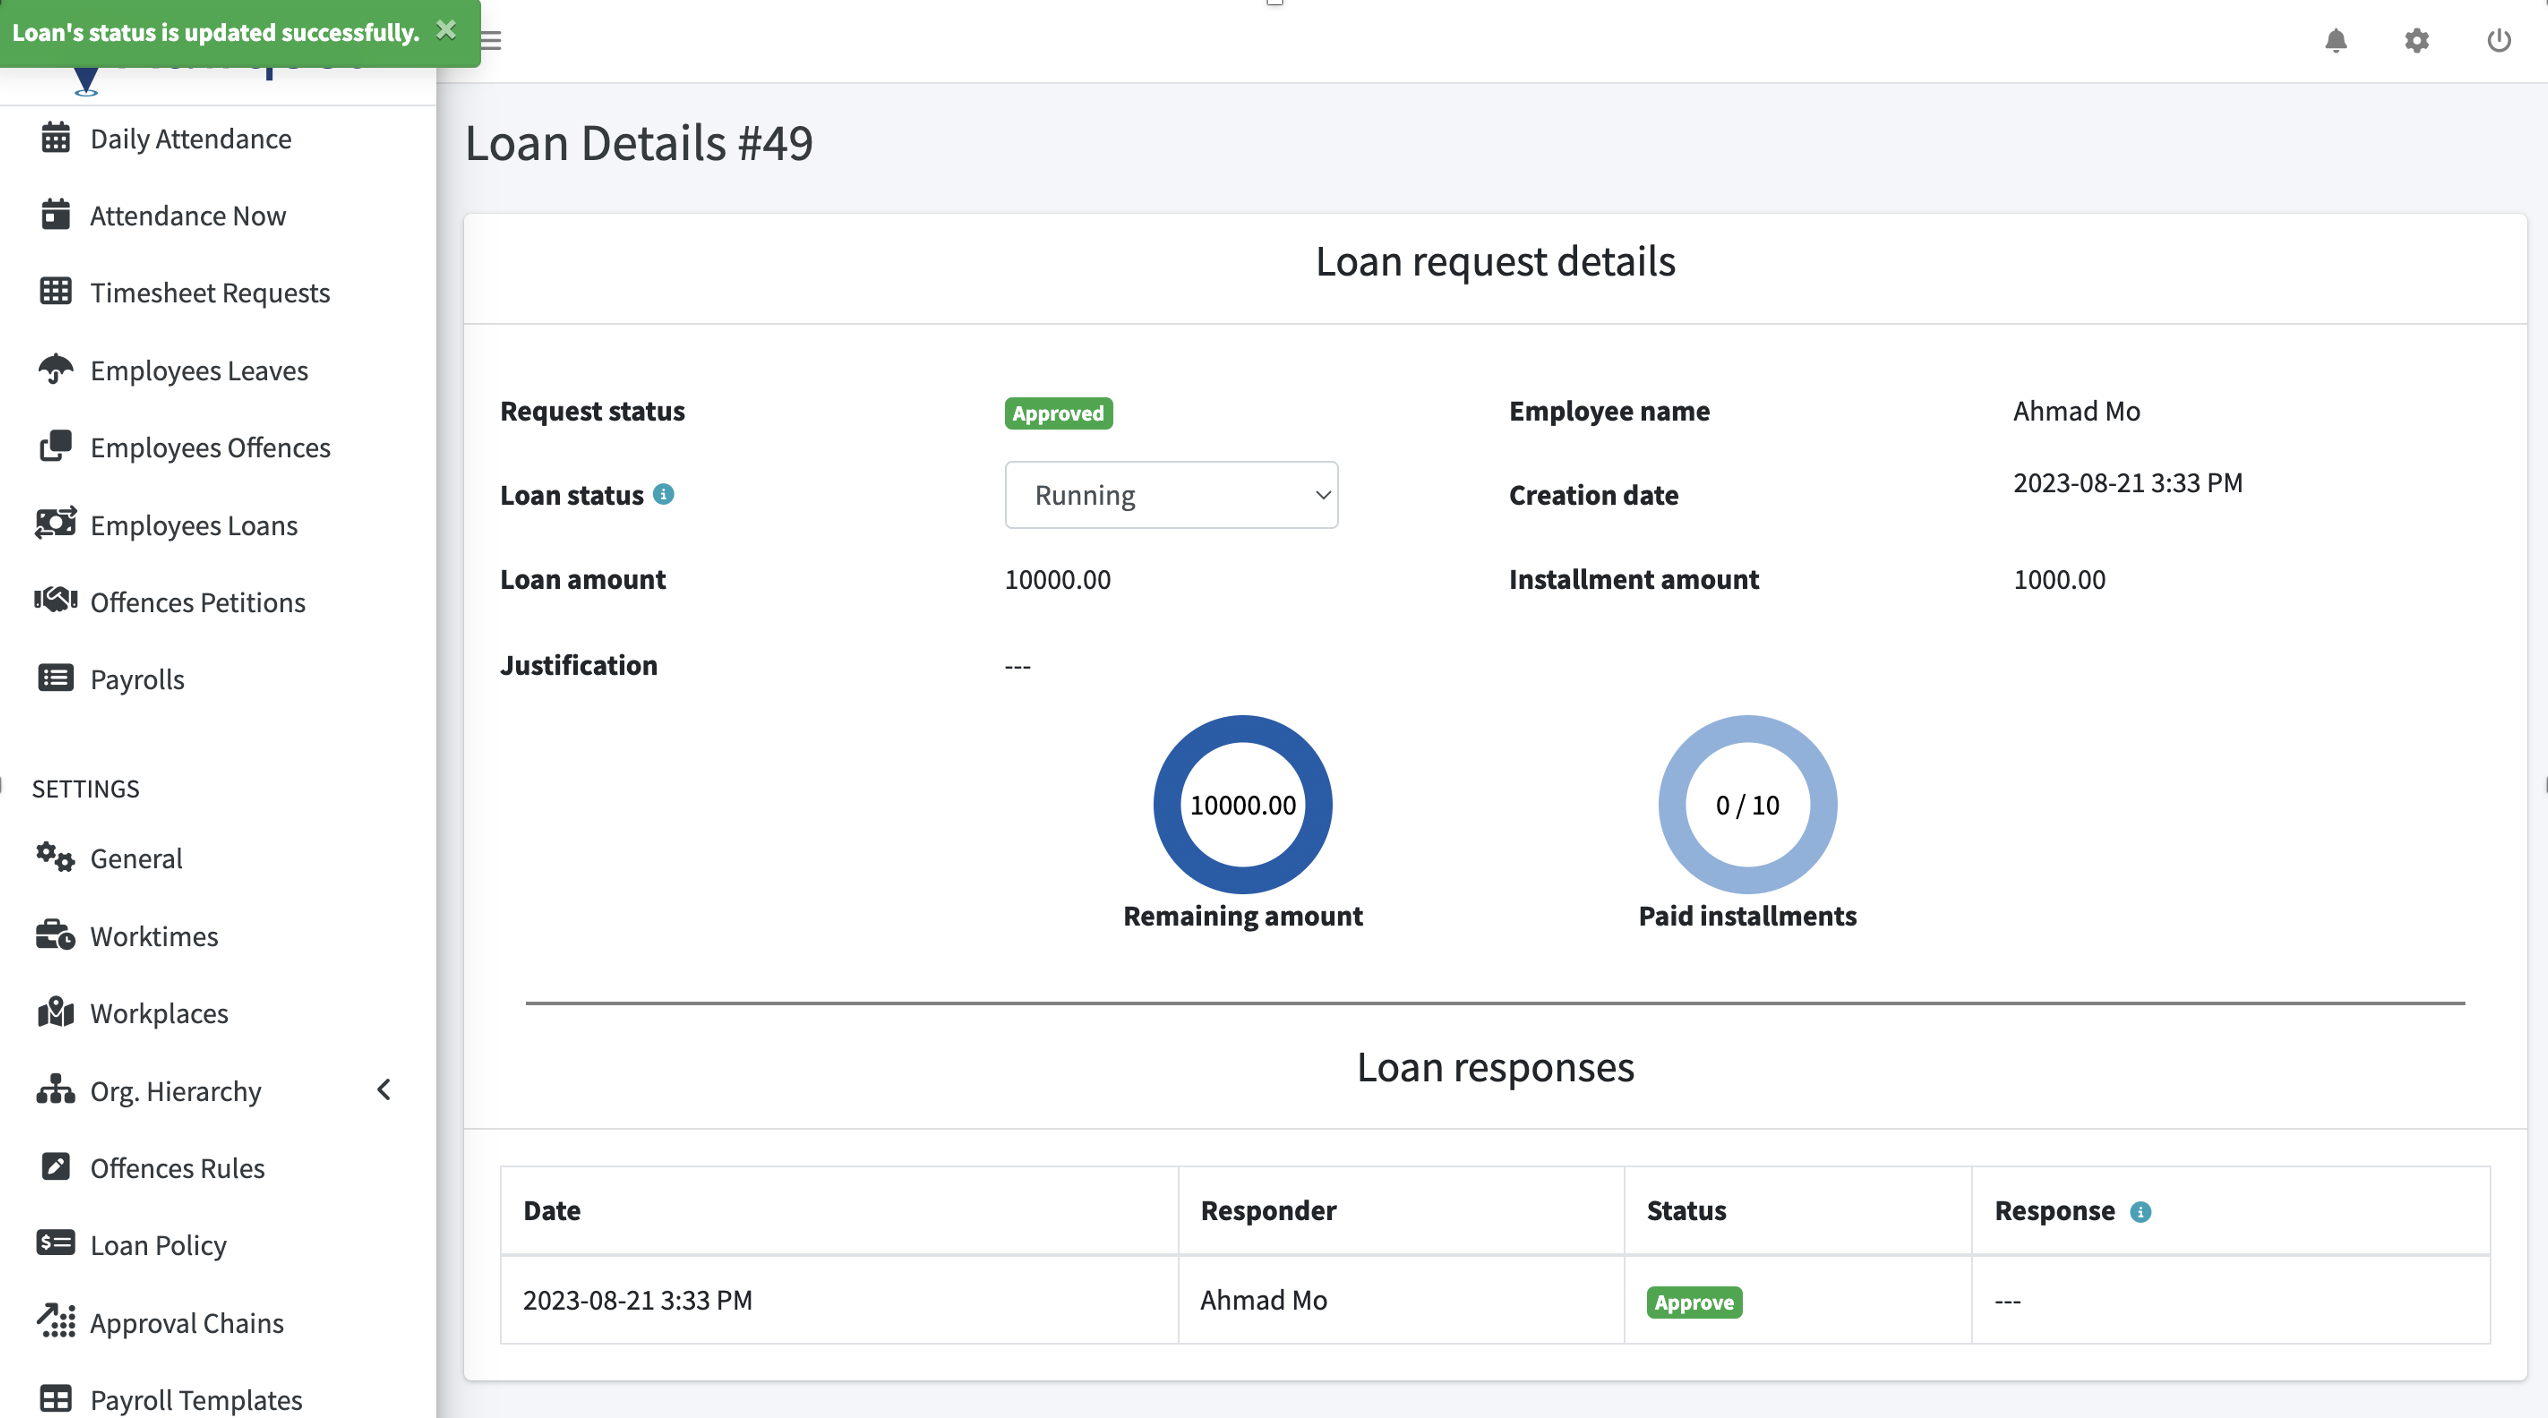 Loan's status is updated successfully. ×
Daily Attendance
Attendance Now
Timesheet Requests
Employees Leaves
Employees Offences
Employees Loans
Offences Petitions
Payrolls
SETTINGS
General
Worktimes
Workplaces
Org. Hierarchy
Offences Rules
Loan Policy
Approval Chains
Payroll Templates
Loan Details #49
Loan request details
Request status Approved Employee name Ahmad Mo
Loan status Running Creation date 2023-08-21 3:33 PM
Loan amount 10000.00 Installment amount 1000.00
Justification ---
10000.00 0 / 10
Remaining amount Paid installments
Loan responses
Date Responder Status Response
2023-08-21 3:33 PM Ahmad Mo Approve ---